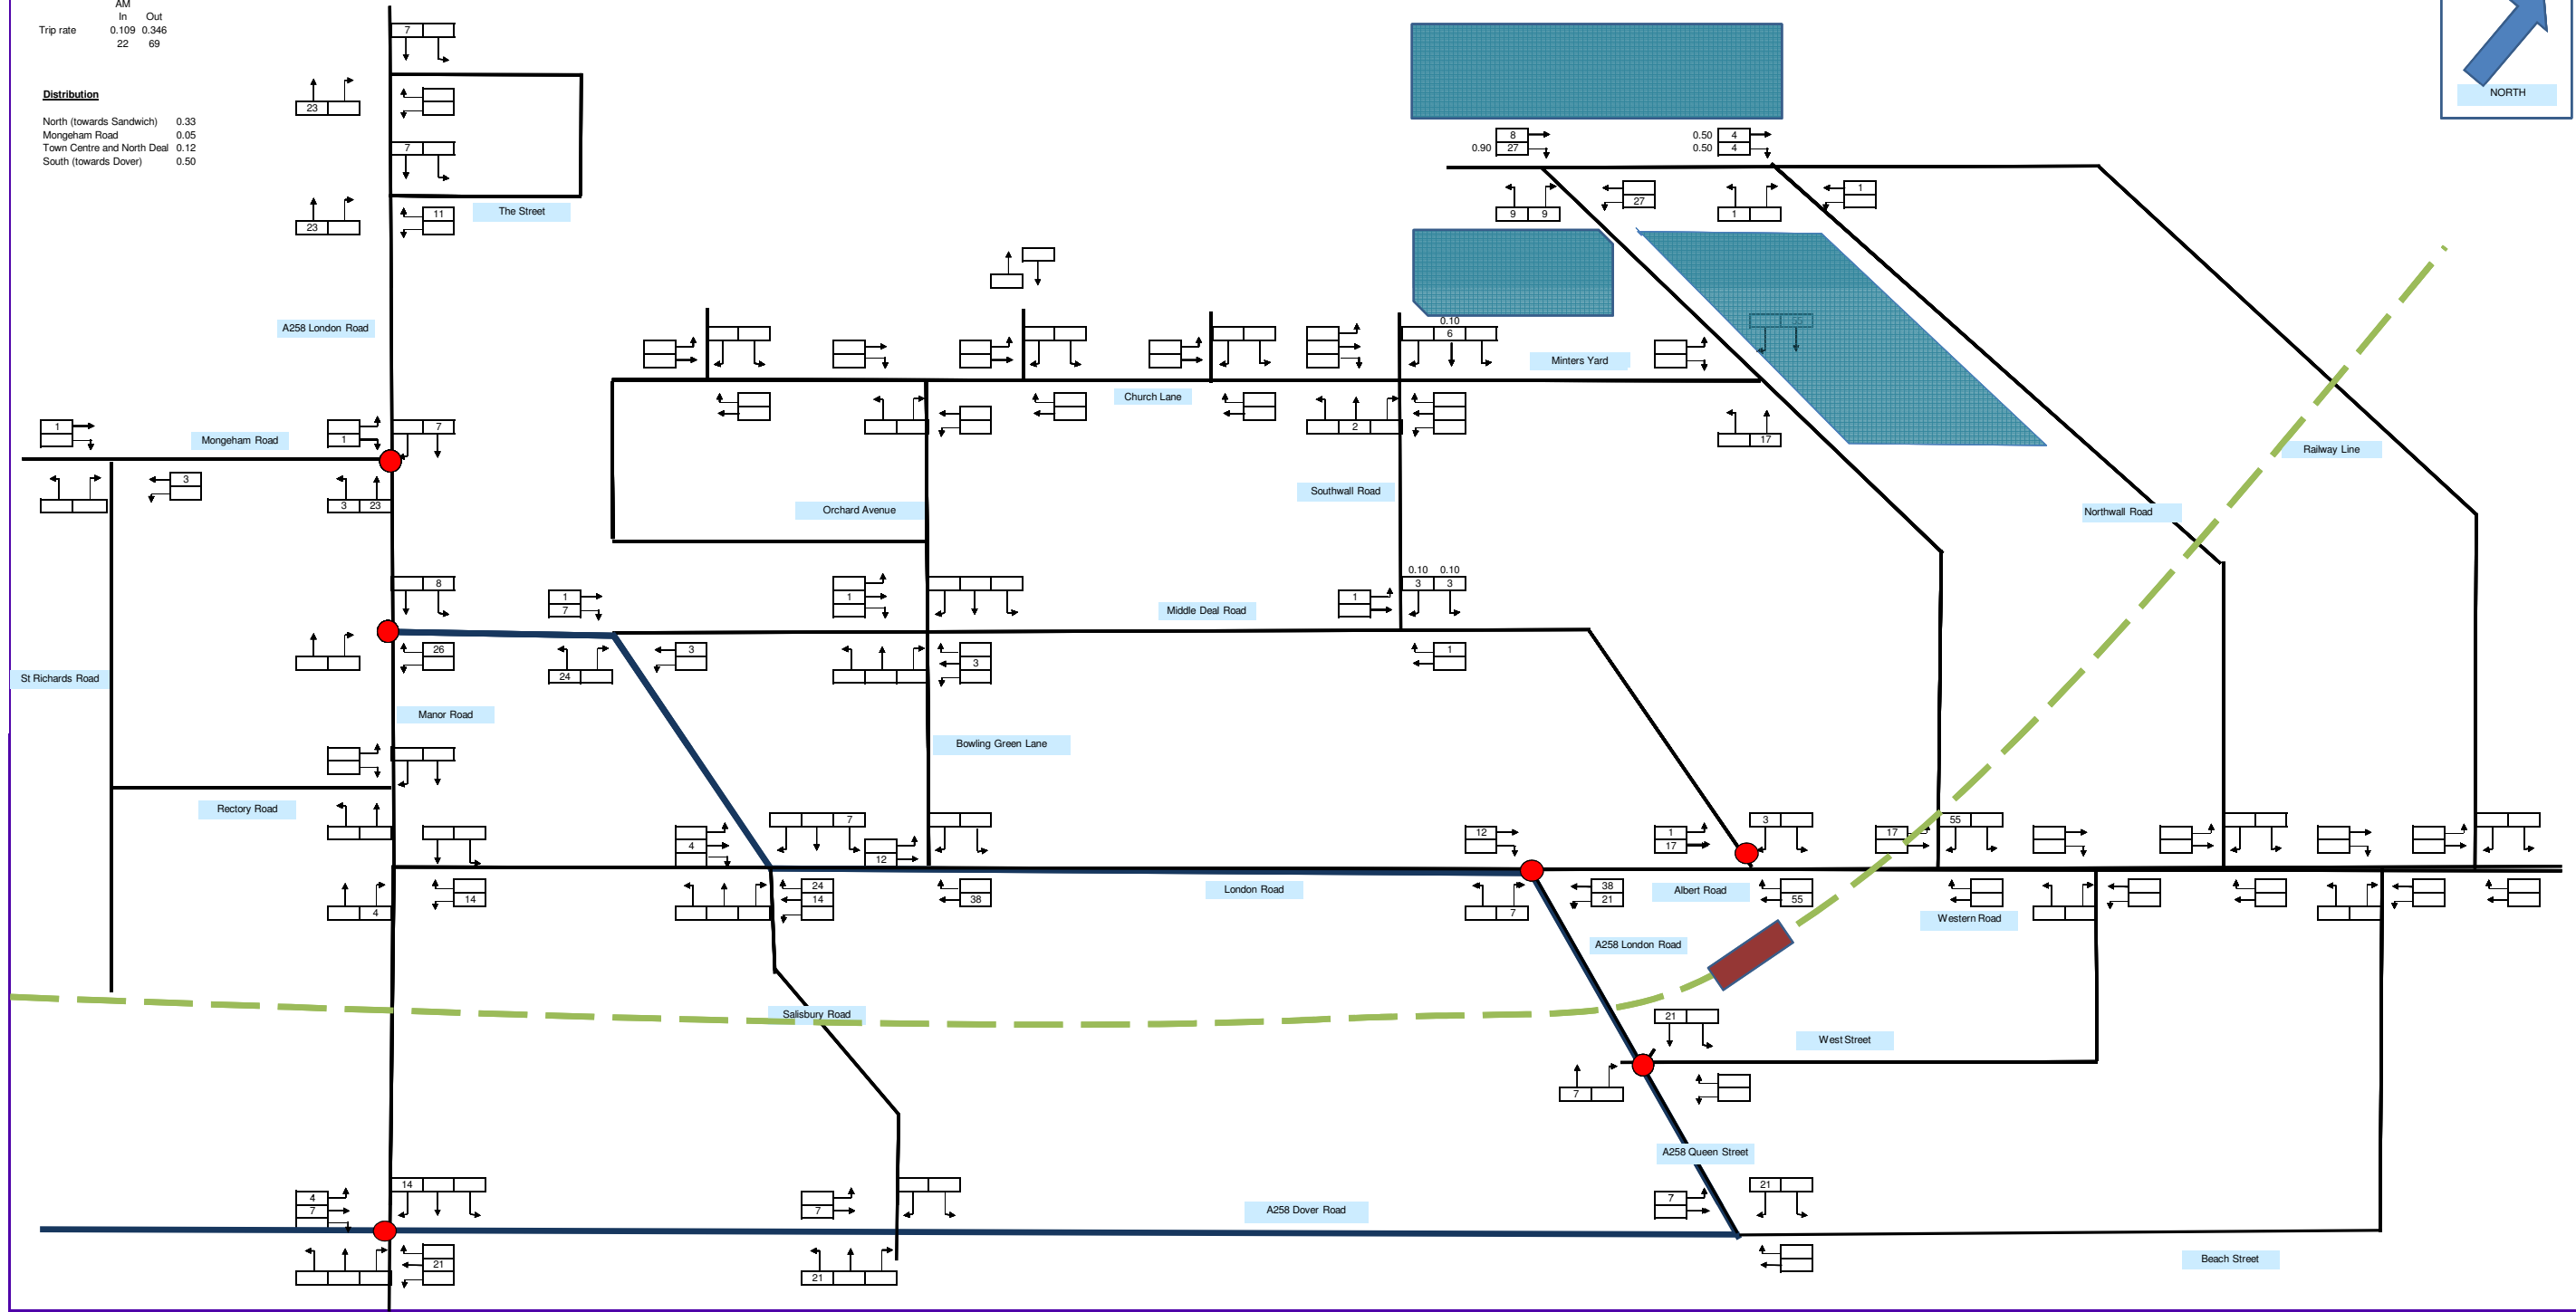 AM
In Out
Trip rate 0.109 0.346
22 69
Distribution
North (towards Sandwich) 0.33
Mongeham Road 0.05
Town Centre and North Deal 0.12
South (towards Dover) 0.50
NORTH
7
23
7
23
11
The Street
8
0.90 27
0.50 4
0.50 4
9 9
27
1
1
A258 London Road
0.10
6
Minters Yard
Church Lane
2
17
1
Mongeham Road
1
7
3
3 23
Railway Line
Southwall Road
Orchard Avenue
Northwall Road
8
1
7
1
Middle Deal Road
1
0.10 0.10
3 3
26
24
3
3
1
St Richards Road
Manor Road
Bowling Green Lane
Rectory Road
4
7
12
12
1
17
3
17
55
4
14
24
14
38
London Road
7
38
21
Albert Road
55
Western Road
A258 London Road
Salisbury Road
21
West Street
7
A258 Queen Street
4
7
14
7
A258 Dover Road
7
21
21
21
Beach Street